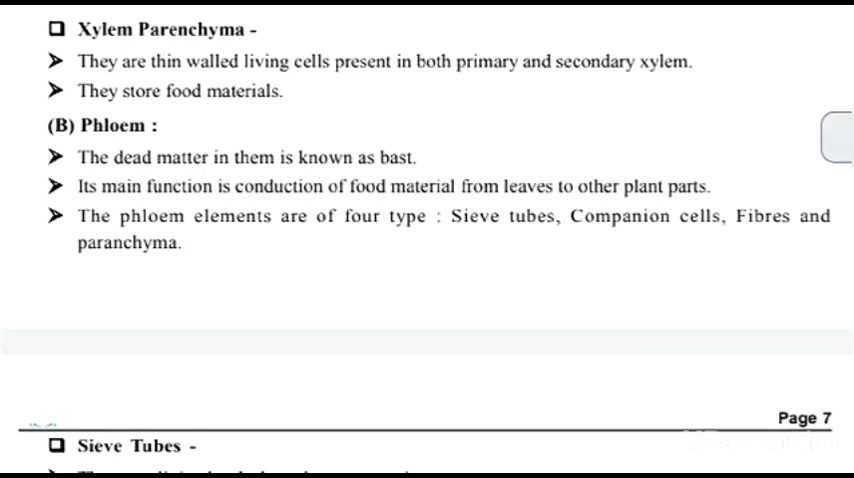 ❑ Xylem Parenchyma -
➤ They are thin walled living cells present in both primary and secondary xylem.
➤ They store food materials.
(B) Phloem :
➤ The dead matter in them is known as bast.
➤ Its main function is conduction of food material from leaves to other plant parts.
➤ The phloem elements are of four type : Sieve tubes, Companion cells, Fibres and
paranchyma.
Page 7
❑ Sieve Tubes -